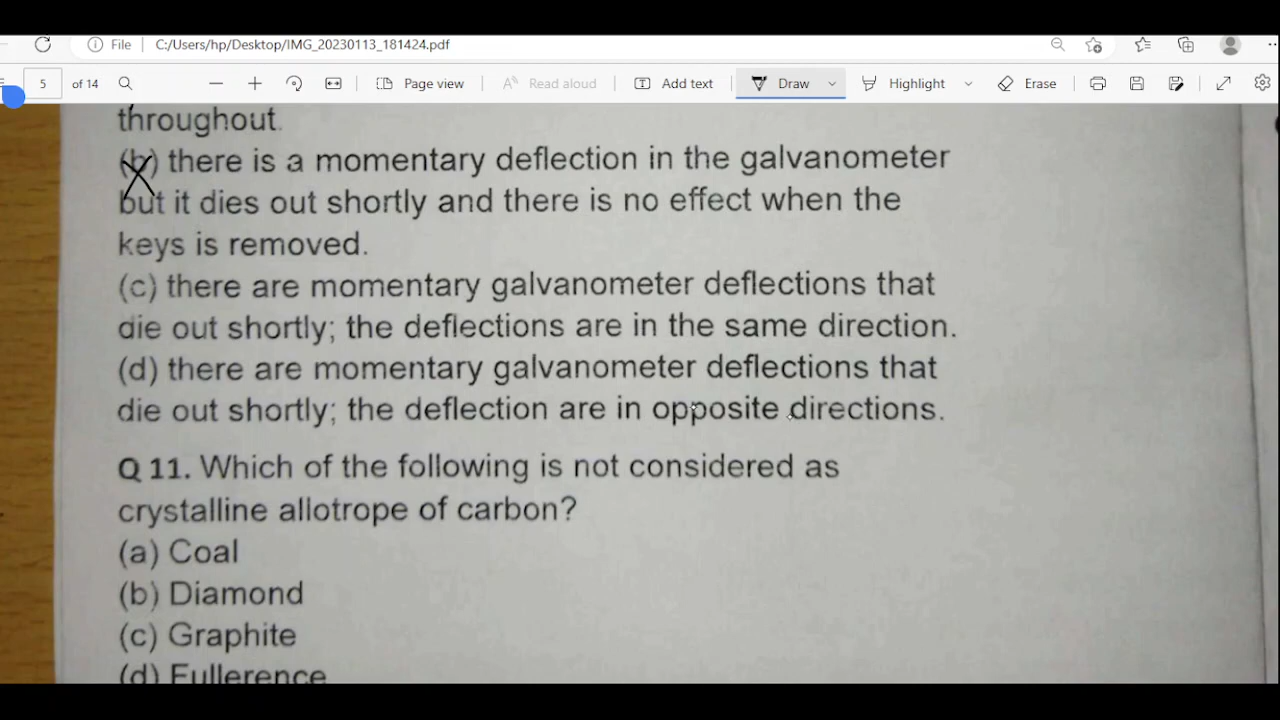 File C:/Users/hp/Desktop/IMG_20230113_181424.pdf
5 of 14 Page view Read aloud Add text Draw Highlight Erase
throughout.
(b) there is a momentary deflection in the galvanometer
but it dies out shortly and there is no effect when the
keys is removed.
(c) there are momentary galvanometer deflections that
die out shortly; the deflections are in the same direction.
(d) there are momentary galvanometer deflections that
die out shortly; the deflection are in opposite directions.
Q 11. Which of the following is not considered as
crystalline allotrope of carbon?
(a) Coal
(b) Diamond
(c) Graphite
(d) Fullerence